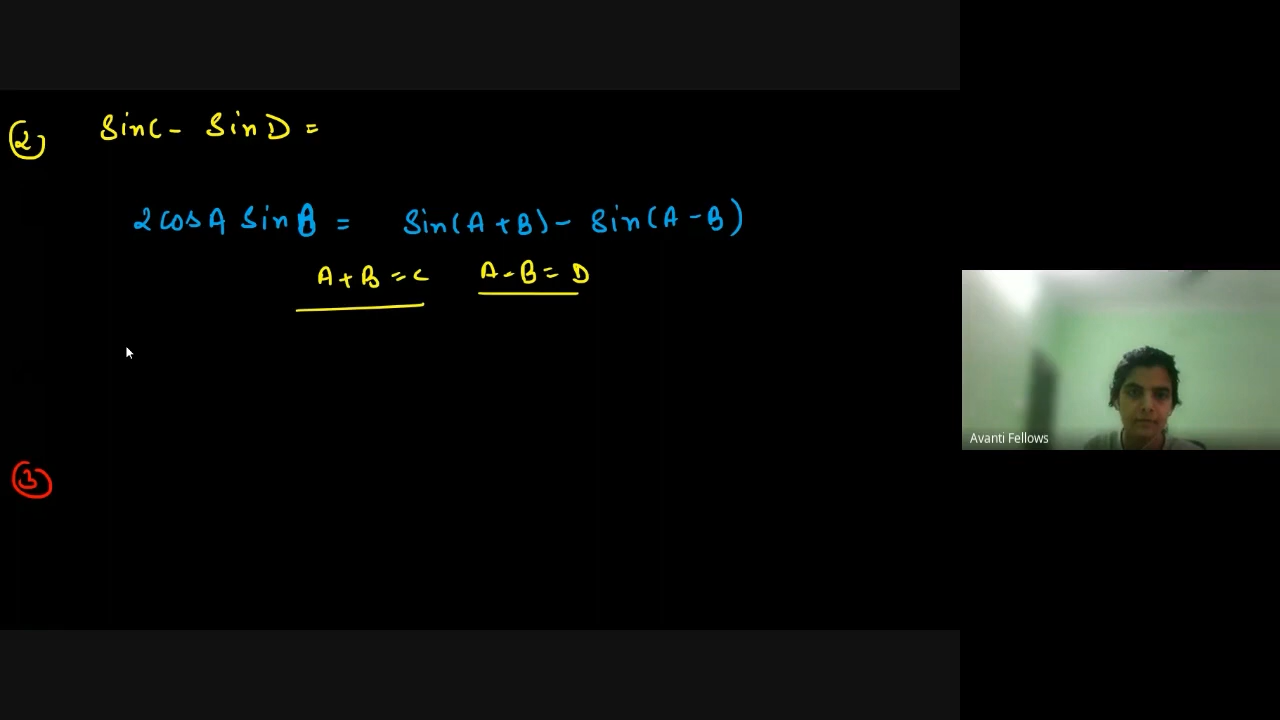 ② SinC - SinD =
2cosA SinB = Sin(A+B) - Sin(A-B)
A+B=C A-B=D
③
Avanti Fellows